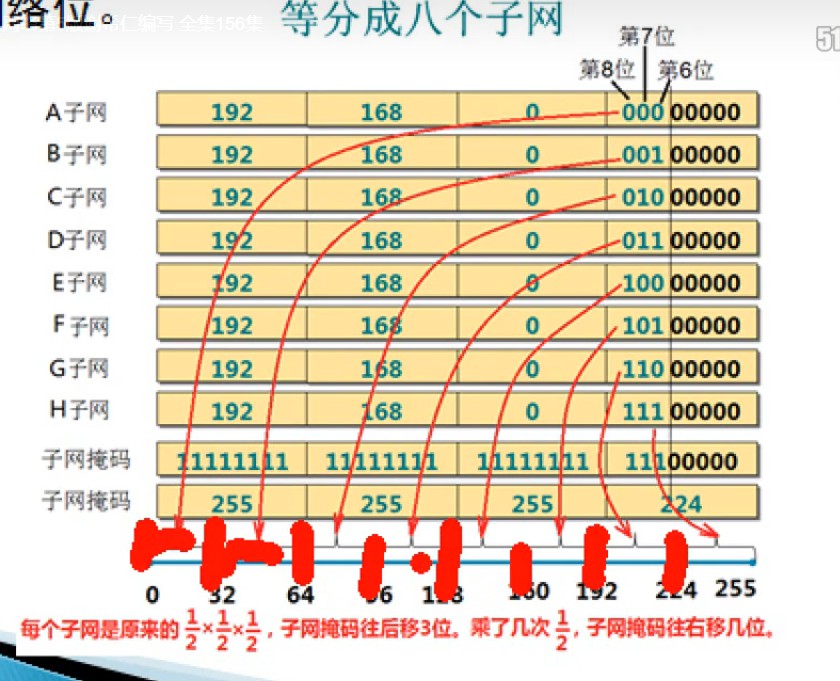 络位。
编写 全集156集
等分成八个子网
51
第7位
第8位 第6位
A子网 192 168 0 000 00000
B子网 192 168 0 001 00000
C子网 192 168 0 010 00000
D子网 192 168 0 011 00000
E子网 192 168 0 100 00000
F子网 192 168 0 101 00000
G子网 192 168 0 110 00000
H子网 192 168 0 111 00000
子网掩码 11111111 11111111 11111111 11100000
子网掩码 255 255 255 224
0 32 64 96 128 160 192 224 255
每个子网是原来的 1/2×1/2×1/2，子网掩码往后移3位。乘了几次 1/2，子网掩码往右移几位。